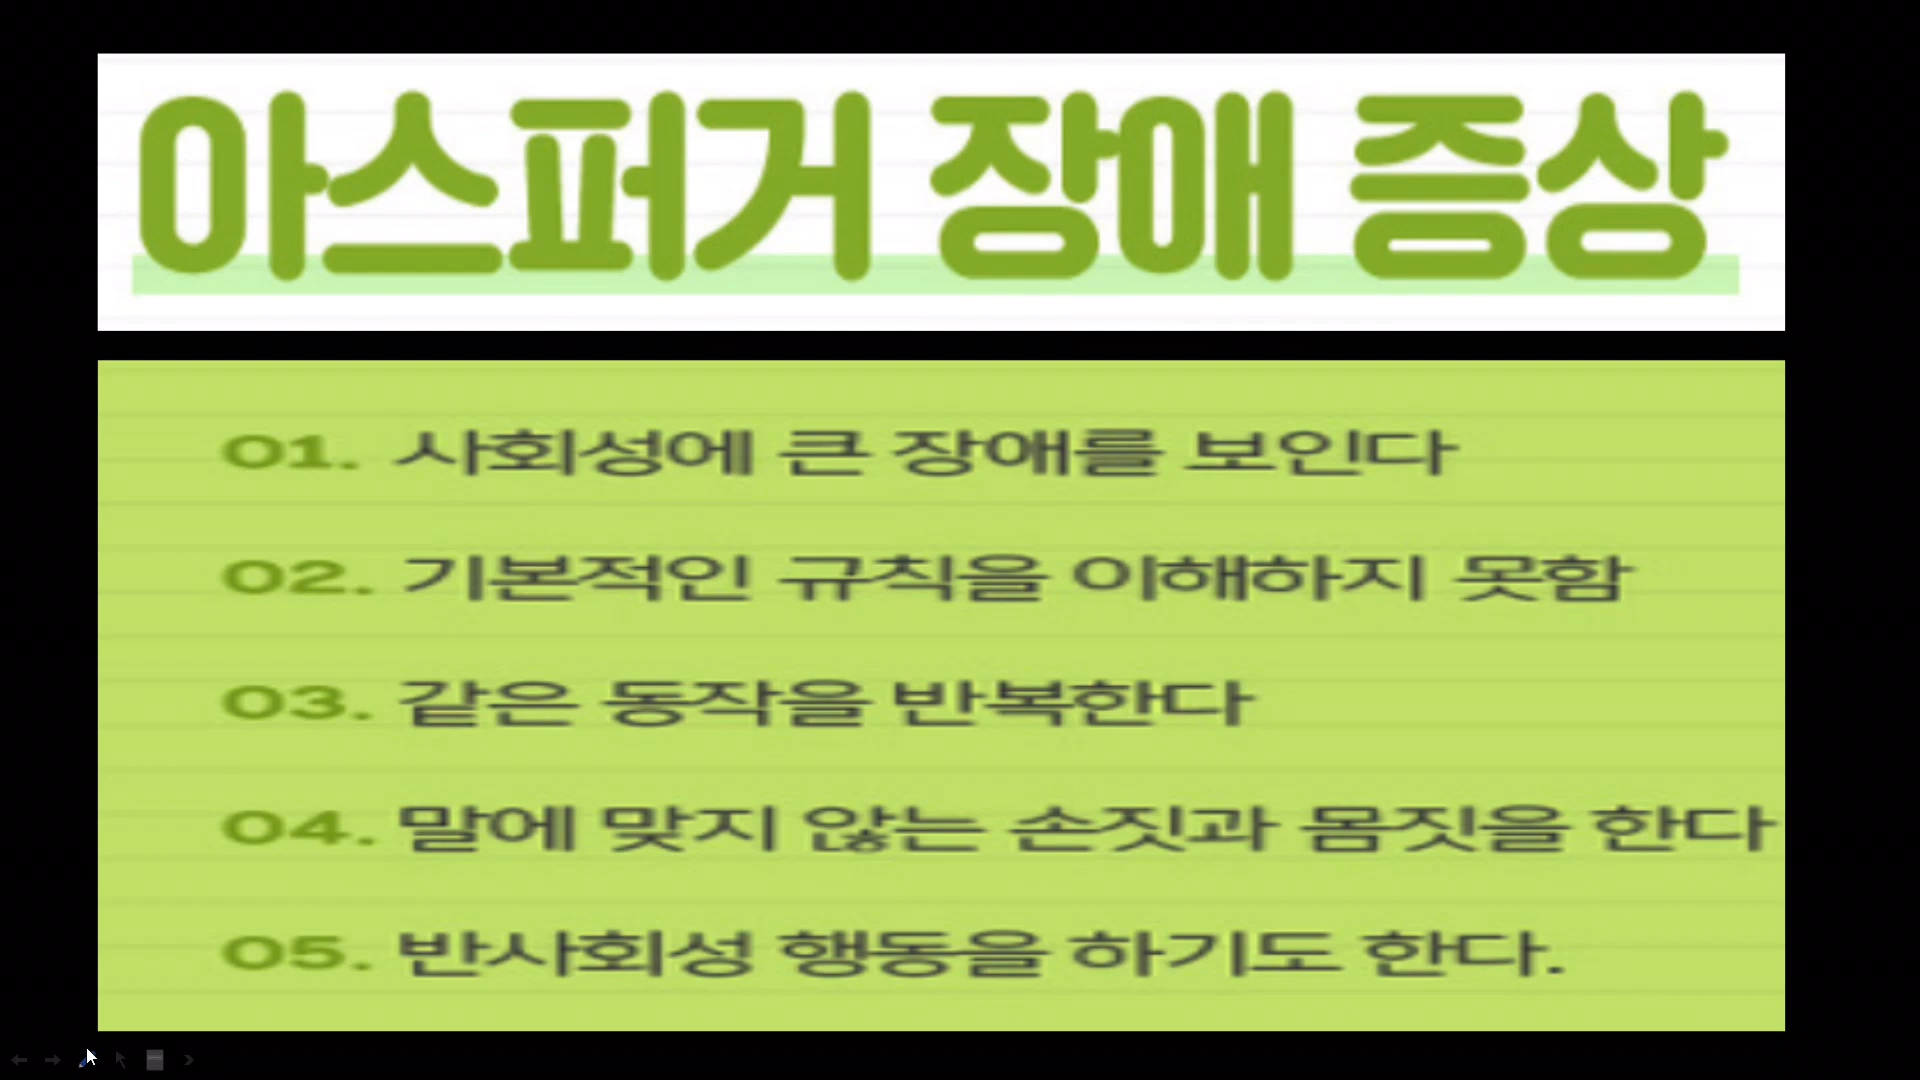 아스퍼거 장애 증상
01. 사회성에 큰 장애를 보인다
02. 기본적인 규칙을 이해하지 못함
03. 같은 동작을 반복한다
04. 말에 맞지 않는 손짓과 몸짓을 한다
05. 반사회성 행동을 하기도 한다.